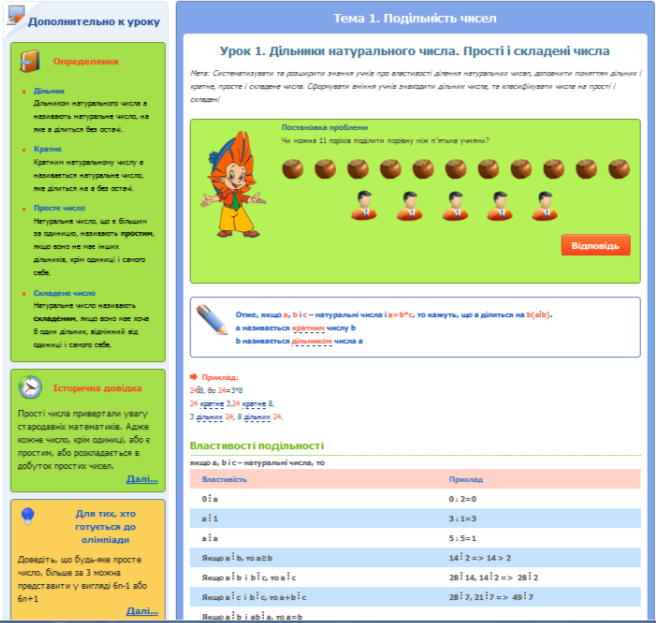 Дополнительно к уроку
Определения
Дільник
Дільником натурального числа a
називають натуральне число, на
яке a ділиться без остачі.
Кратне
Кратним натуральному числу a
називається натуральне число,
яке ділиться на a без остачі.
Просте число
Натуральне число, що є більшим
за одиницю, називають простим,
якщо воно не має інших
дільників, крім одиниці і самого
себе.
Складене число
Натуральне число називають
складеним, якщо воно має хоча
б один дільник, відмінний від
одиниці і самого себе.
Історична довідка
Прості числа привертали увагу
стародавніх математиків. Адже
кожне число, крім одиниці, або є
простим, або розкладається в
добуток простих чисел.
Далі...
Для тих, хто
готується до
олімпіади
Доведіть, що будь-яке просте
число, більше за 3 можна
представити у вигляді 6n-1 або
6n+1
Далі...
Тема 1. Подільність чисел
Урок 1. Дільники натурального числа. Прості і складені числа
Мета: Систематизувати та розширити знання учнів про властивості ділення натуральних чисел, доповнити поняттям дільник і
кратне, просте і складене числа. Сформувати вміння учнів знаходити дільник числа, та класифікувати числа на прості і
складені
Постановка проблеми
Чи можна 11 горіхів поділити порівну між п'ятьма учнями?
Відповідь
Отже, якщо a, b і c – натуральні числа і a=b*c, то кажуть, що a ділиться на b(a⋮b).
a називається кратним числу b
b називається дільником числа a
Приклад:
24⋮8, бо 24=3*8
24 кратне 3,24 кратне 8,
3 дільник 24, 8 дільник 24.
Властивості подільності
якщо a, b і c – натуральні числа, то
Властивість Приклад
0⋮a 0:2=0
a⋮1 3:1=3
a⋮a 5:5=1
Якщо a⋮b, то a≥b 14⋮2 => 14 > 2
Якщо a⋮b і b⋮c, то a⋮c 28⋮14, 14⋮2 => 28⋮2
Якщо a⋮c і b⋮c, то a+b⋮c 28⋮7, 21⋮7 => 49⋮7
Якщо a⋮b і ab⋮a, то a=b